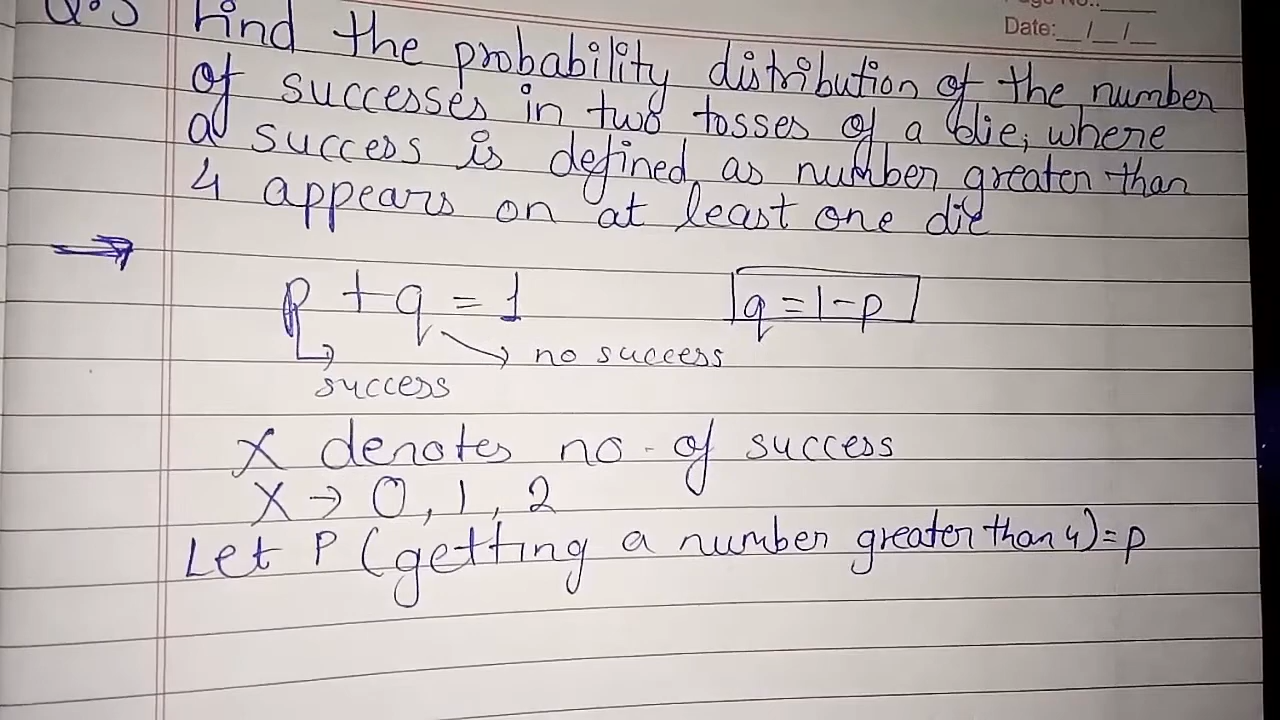 Date:__/__/__
Find the probability distribution of the number
of successes in two tosses of a die, where
a success is defined as number greater than
4 appears on at least one die
p + q = 1
q = 1 - p
no success
success
X denotes no. of success
X → 0, 1, 2
Let P (getting a number greater than 4) = p